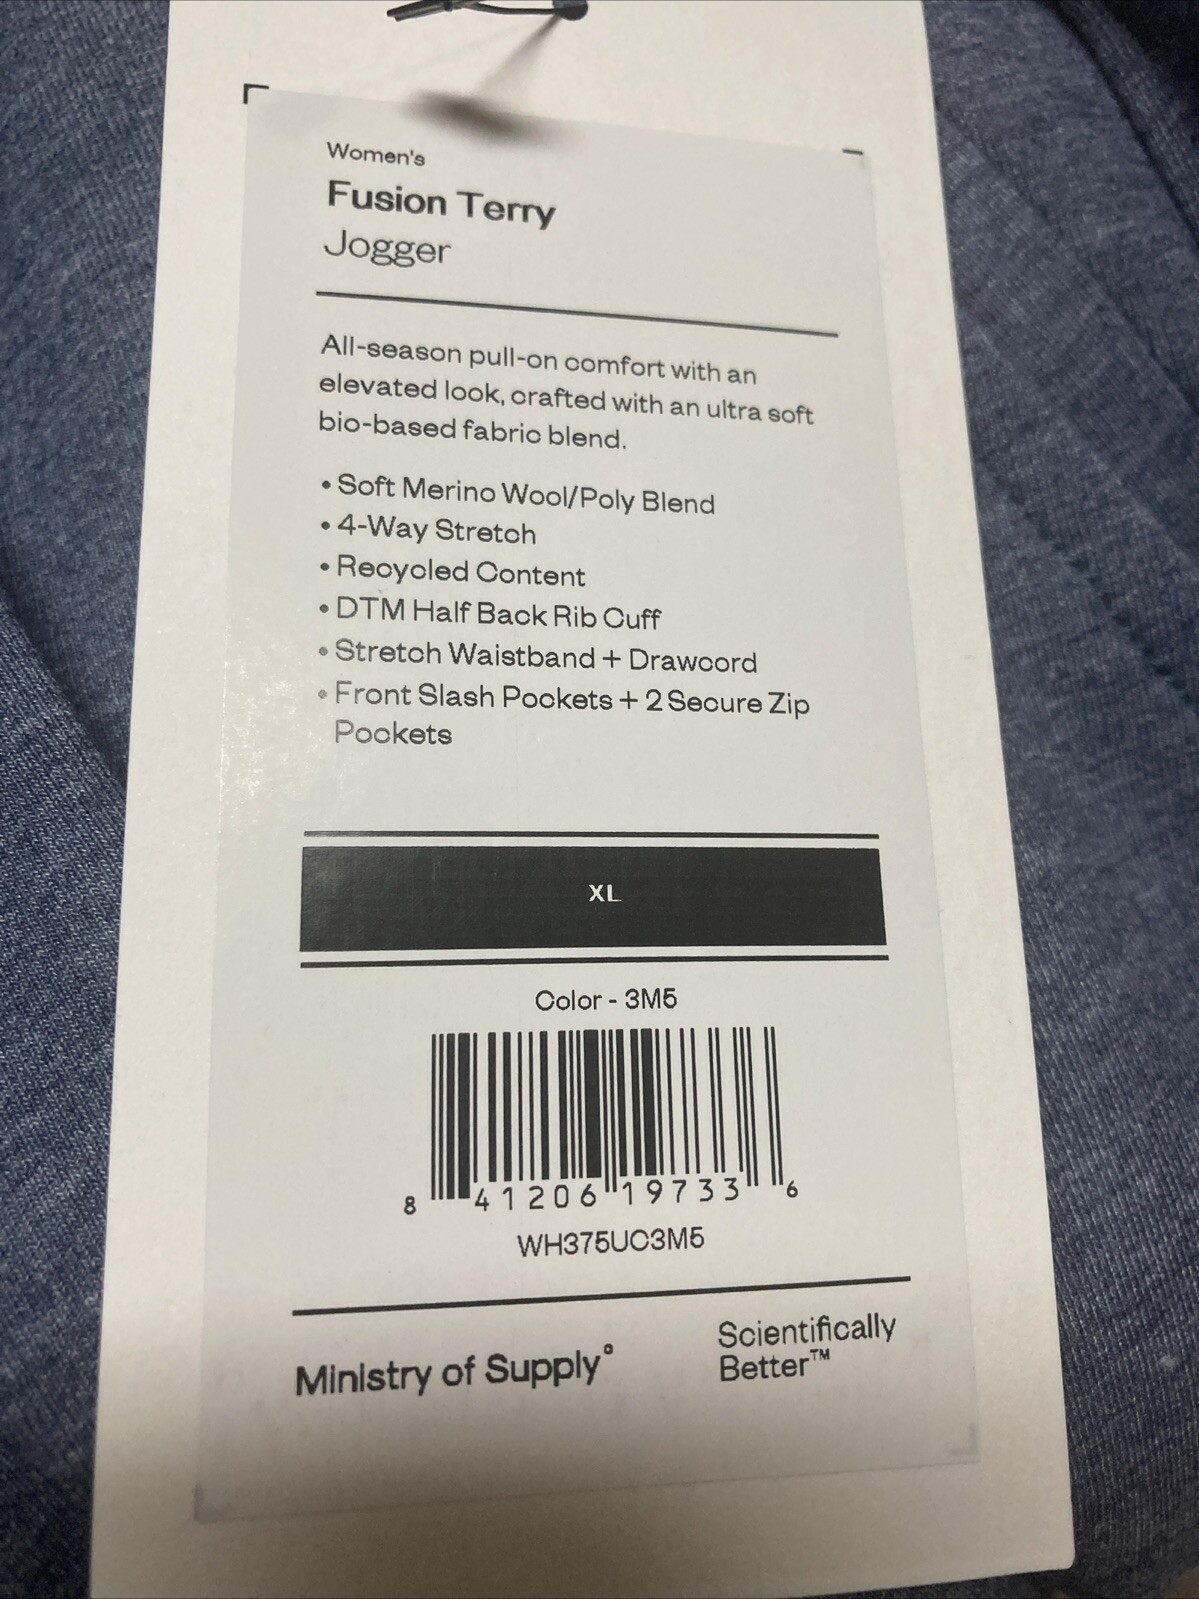 Women's
Fusion Terry
Jogger
All-season pull-on comfort with an
elevated look, crafted with an ultra soft
bio-based fabric blend.
• Soft Merino Wool/Poly Blend
• 4-Way Stretch
• Recycled Content
• DTM Half Back Rib Cuff
• Stretch Waistband + Drawcord
• Front Slash Pockets + 2 Secure Zip
Pockets
XL
Color - 3M5
8 41206 19733 6
WH375UC3M5
Ministry of Supply°
Scientifically
Better™